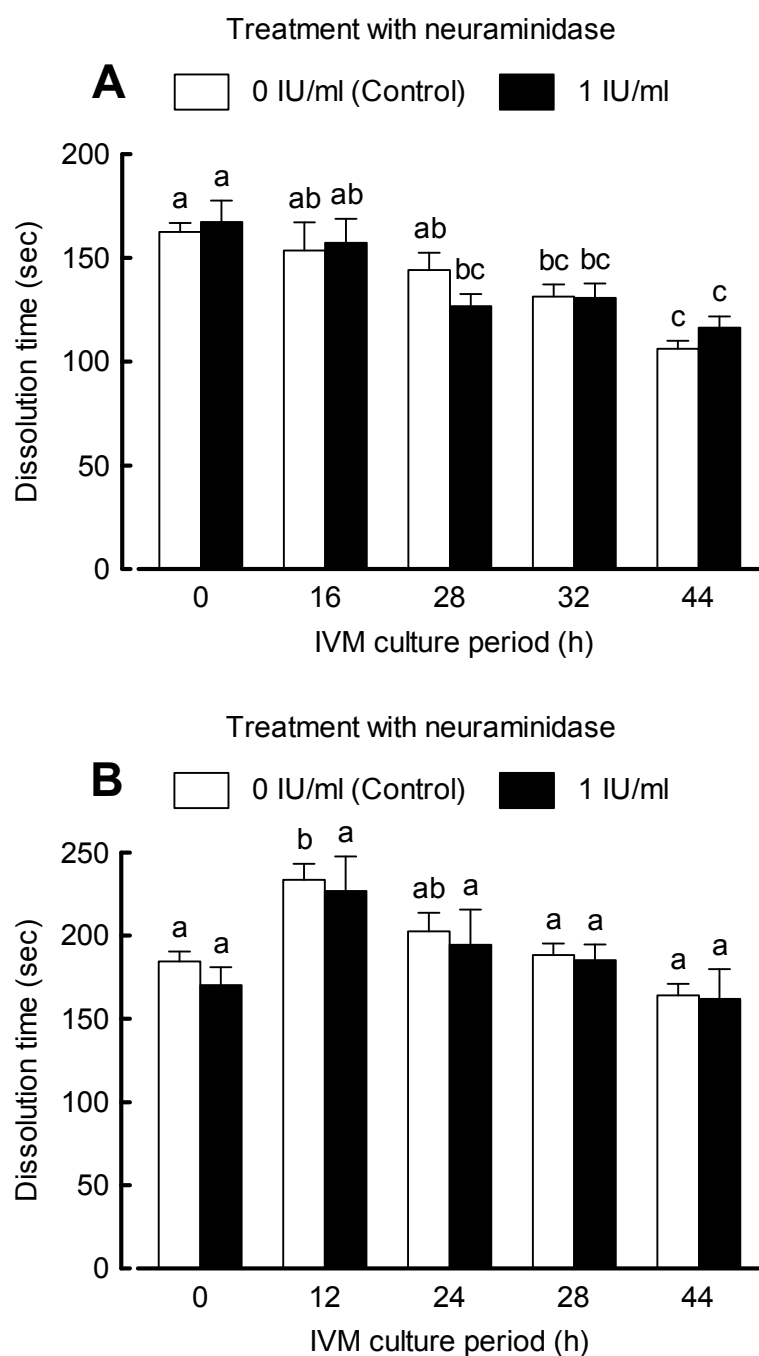 Treatment with neuraminidase
A 0 IU/ml (Control) 1 IU/ml
200
150
100
50
0
Dissolution time (sec)
a a ab ab ab bc bc bc c c
0 16 28 32 44
IVM culture period (h)
Treatment with neuraminidase
B 0 IU/ml (Control) 1 IU/ml
250
200
150
100
50
0
Dissolution time (sec)
a a b a ab a a a a a
0 12 24 28 44
IVM culture period (h)